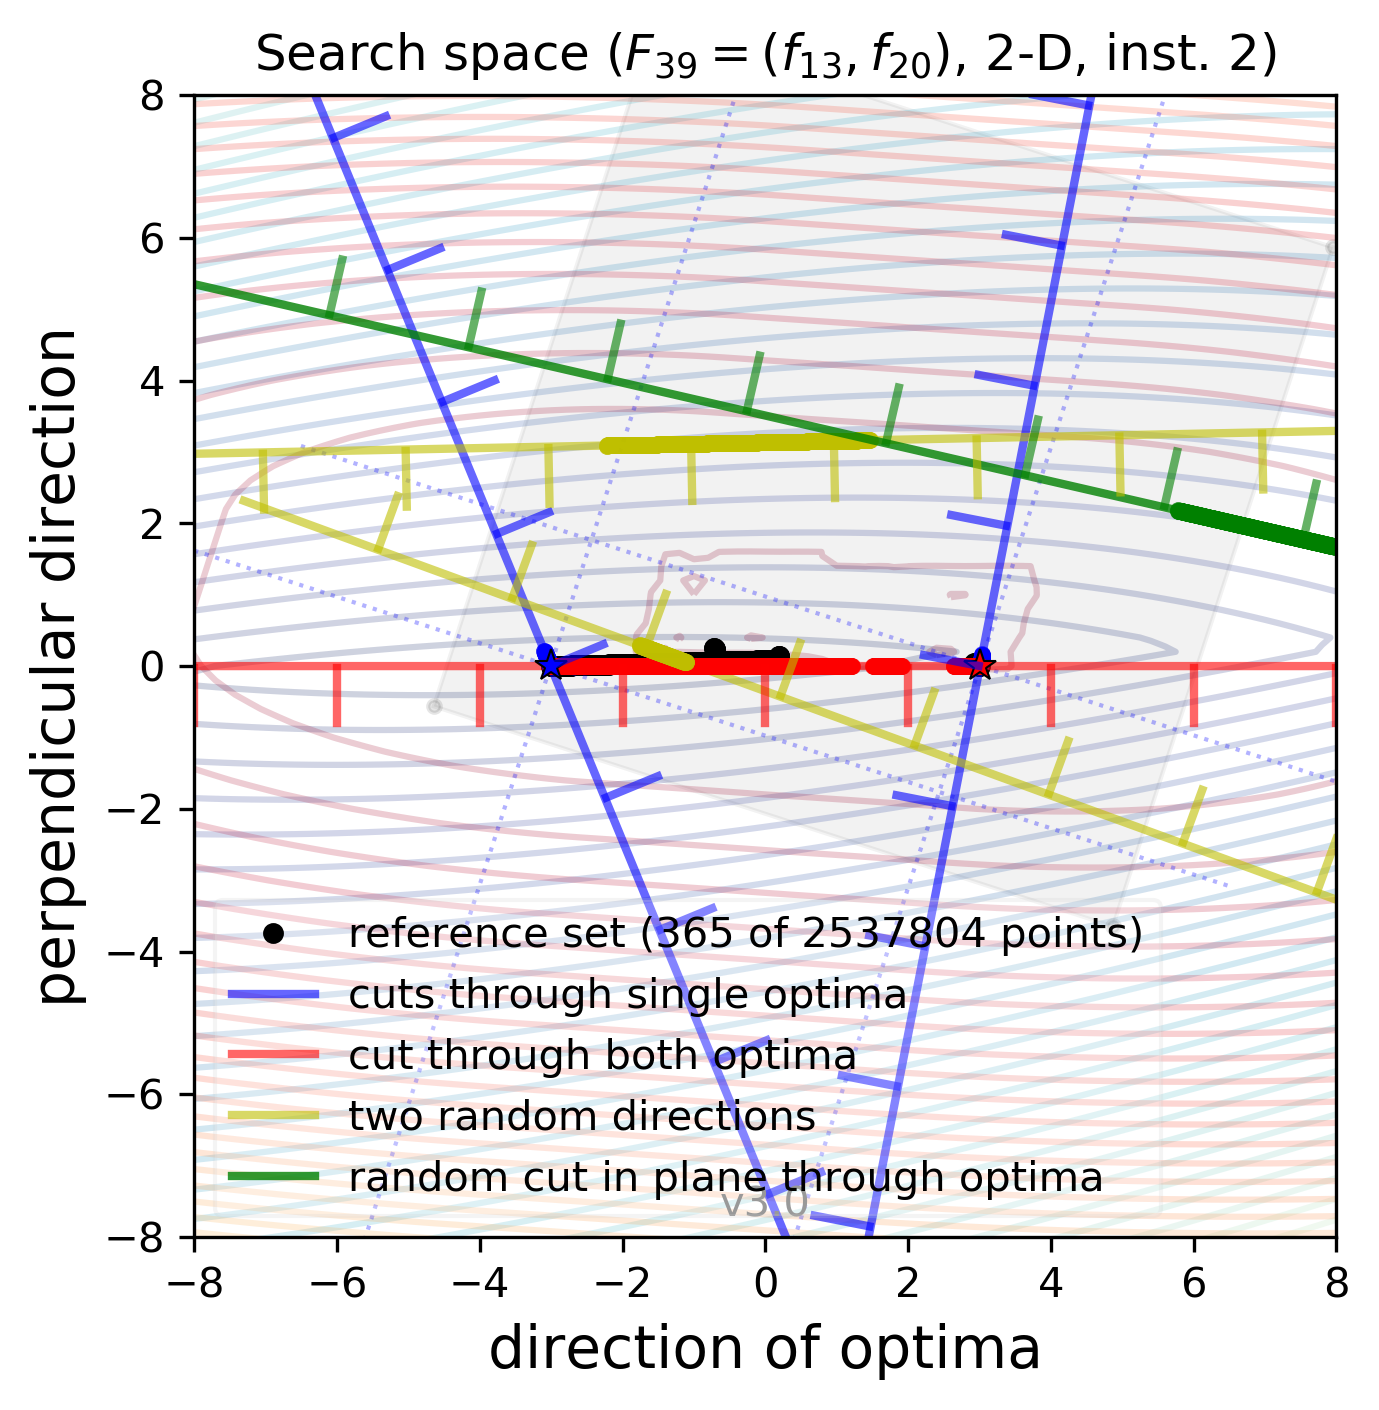 Search space (F39 = (f13, f20), 2-D, inst. 2)
8
6
4
2
0
−2
−4
−6
−8
perpendicular direction
reference set (365 of 2537804 points)
cuts through single optima
cut through both optima
two random directions
random cut in plane through optima
v3.0
−8 −6 −4 −2 0 2 4 6 8
direction of optima